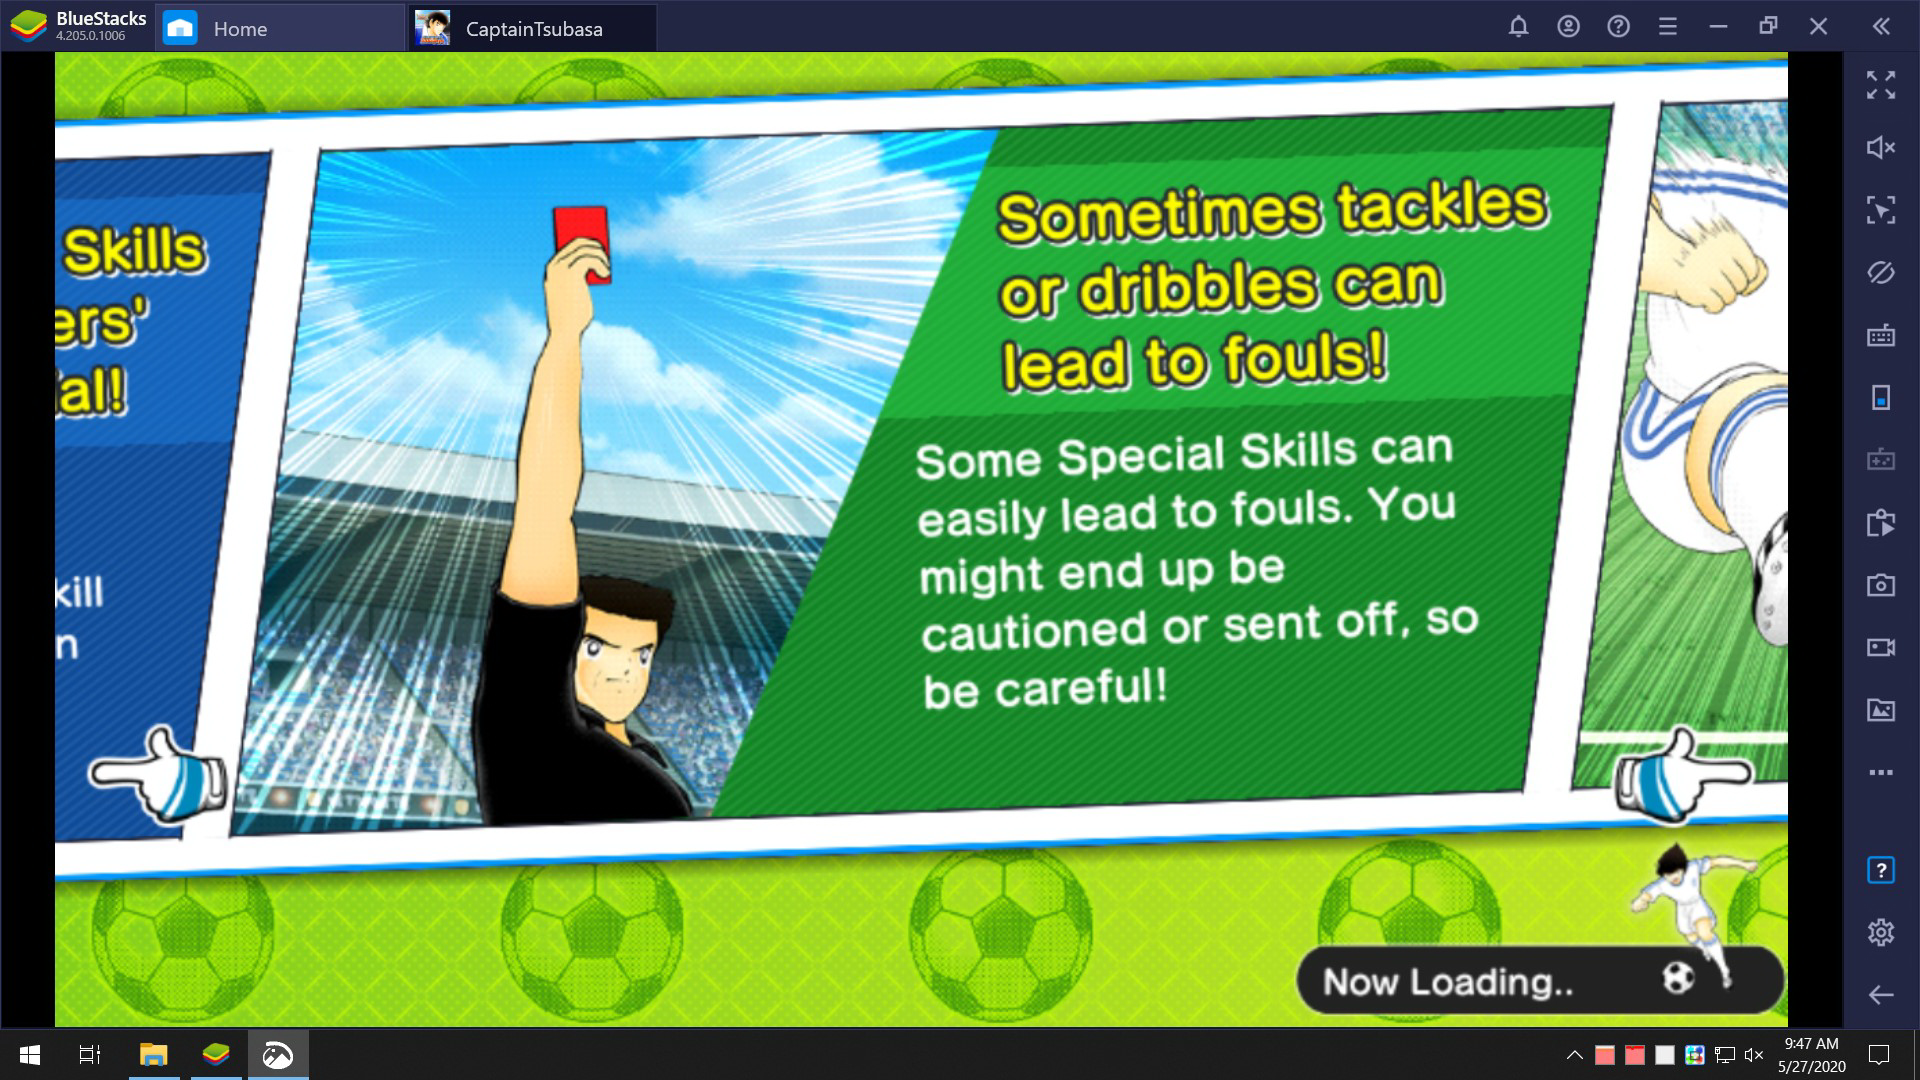 BlueStacks
4.205.0.1006
Home
CaptainTsubasa
Skills
ers'
ial!
kill
n
Sometimes tackles
or dribbles can
lead to fouls!
Some Special Skills can
easily lead to fouls. You
might end up be
cautioned or sent off, so
be careful!
Now Loading..
9:47 AM
5/27/2020